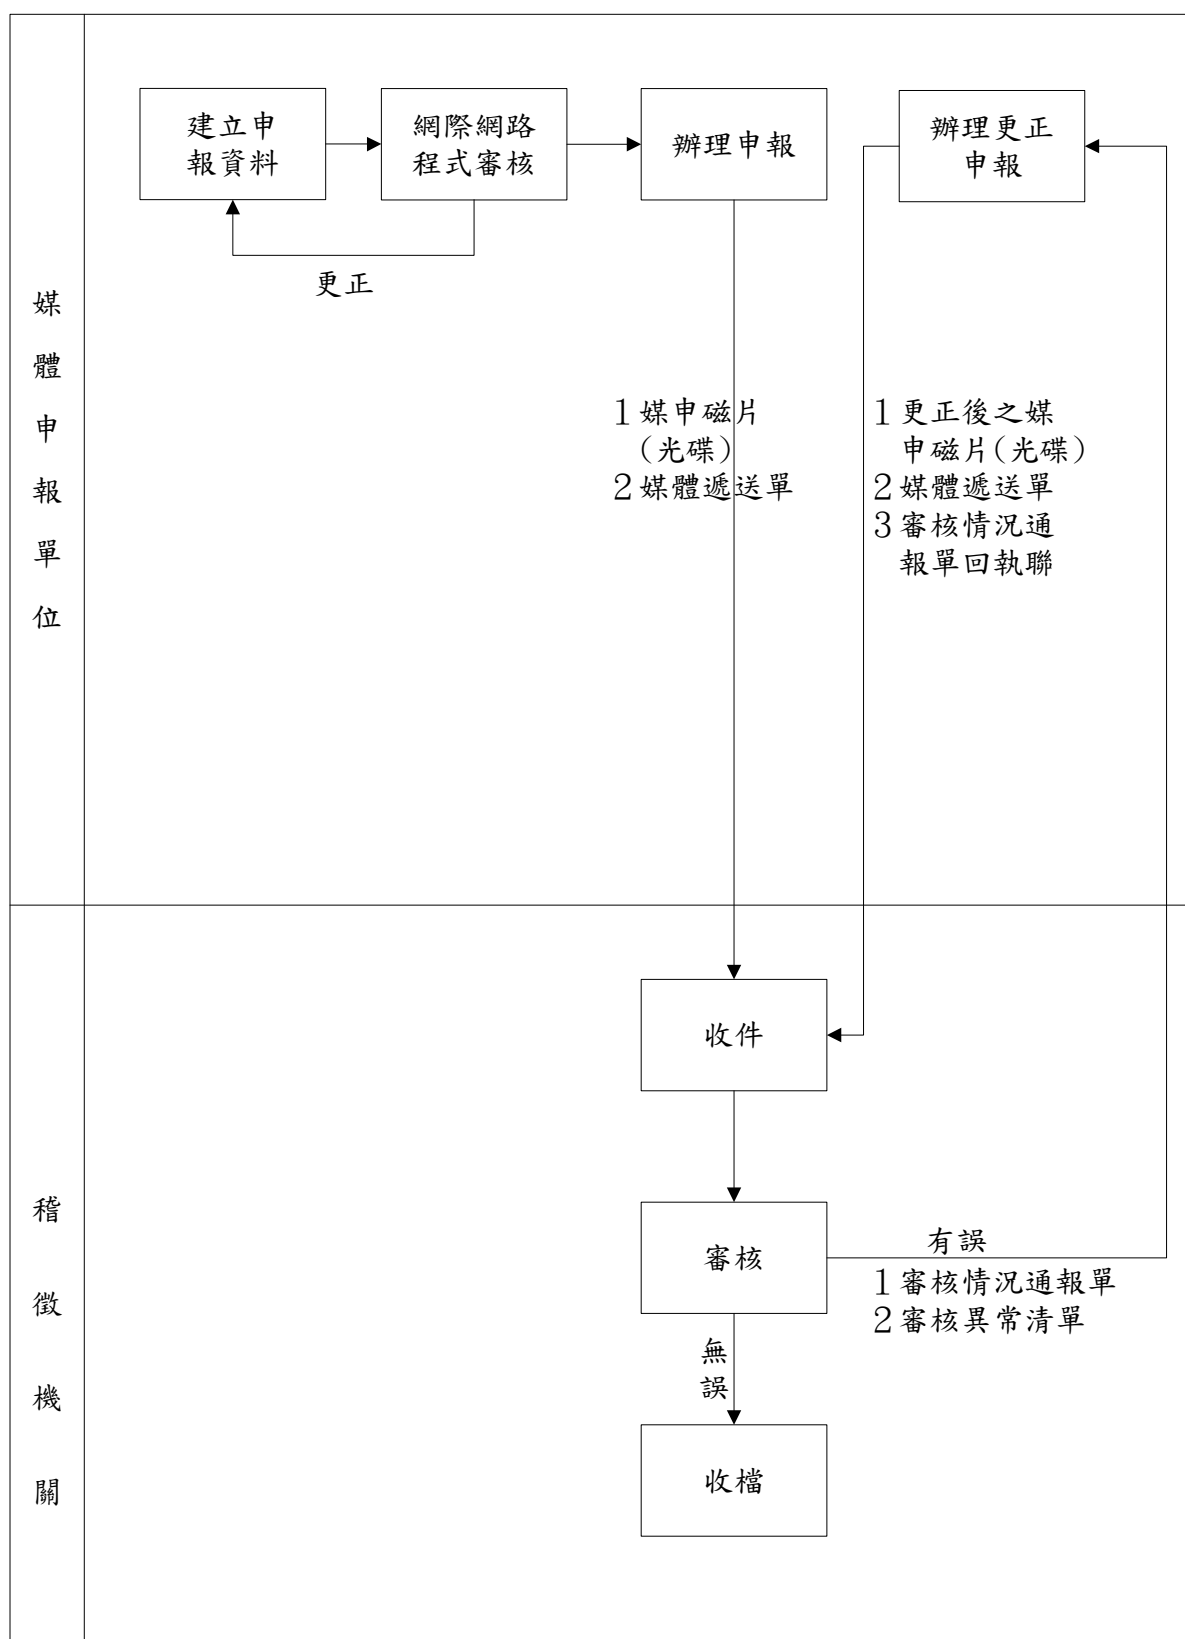 媒體申報單位
建立申
報資料
網際網路
程式審核
辦理申報
辦理更正
申報
更正
1媒申磁片
(光碟)
2媒體遞送單
1更正後之媒
申磁片(光碟)
2媒體遞送單
3審核情況通
報單回執聯
稽徵機關
收件
審核
有誤
1審核情況通報單
2審核異常清單
無
誤
收檔